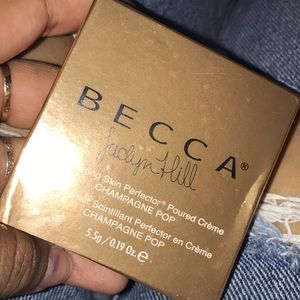 BECCA®
Jaclyn Hill
Skin Perfector® Poured Crème
CHAMPAGNE POP
Scintillant Perfector en Crème
CHAMPAGNE POP
5.5g/0.19 Oz.e